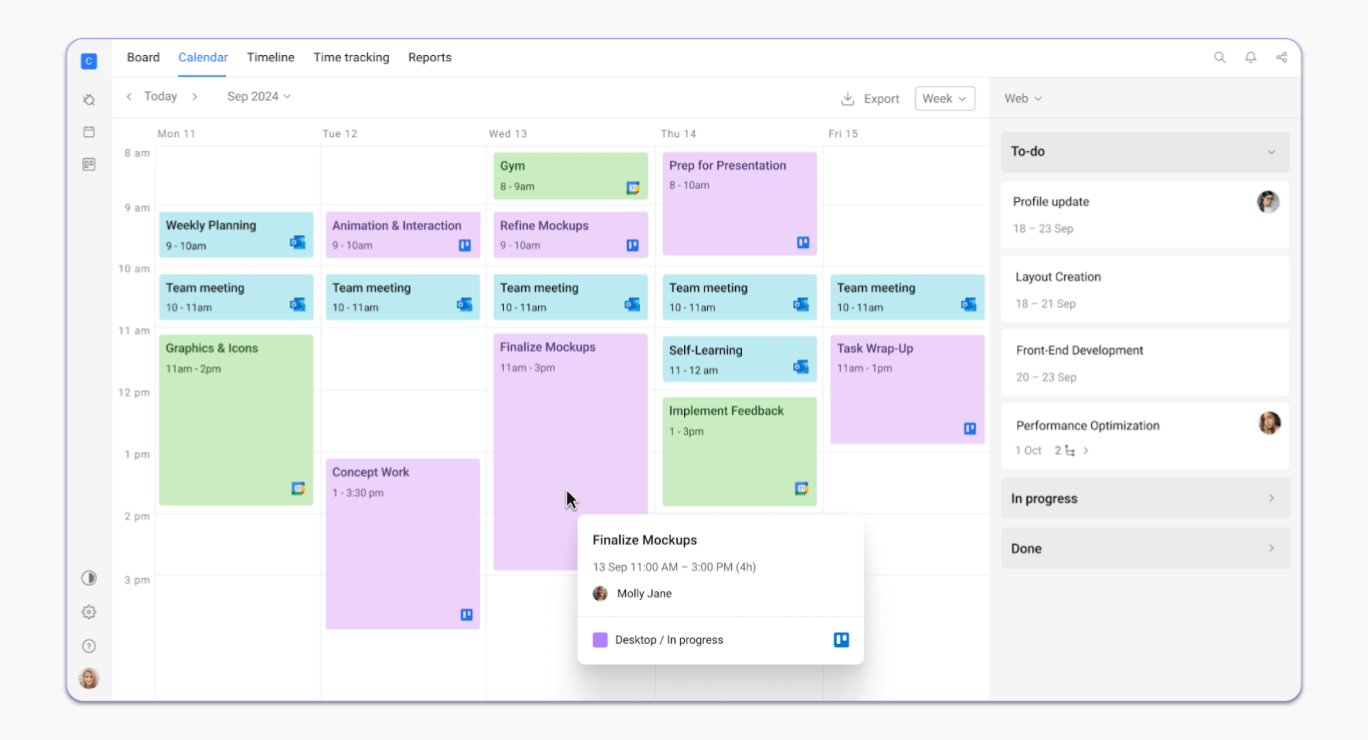 C
Board Calendar Timeline Time tracking Reports
Today Sep 2024 Export Week
Mon 11 Tue 12 Wed 13 Thu 14 Fri 15
8 am
9 am
10 am
11 am
12 pm
1 pm
2 pm
3 pm
Weekly Planning
9 - 10am
Team meeting
10 - 11am
Graphics & Icons
11am - 2pm
Animation & Interaction
9 - 10am
Team meeting
10 - 11am
Concept Work
1 - 3:30 pm
Gym
8 - 9am
Refine Mockups
9 - 10am
Team meeting
10 - 11am
Finalize Mockups
11am - 3pm
Prep for Presentation
8 - 10am
Team meeting
10 - 11am
Self-Learning
11 - 12 am
Implement Feedback
1 - 3pm
Team meeting
10 - 11am
Task Wrap-Up
11am - 1pm
Finalize Mockups
13 Sep 11:00 AM – 3:00 PM (4h)
Molly Jane
Desktop / In progress
Web
To-do
Profile update
18 – 23 Sep
Layout Creation
18 – 21 Sep
Front-End Development
20 – 23 Sep
Performance Optimization
1 Oct 2
In progress
Done